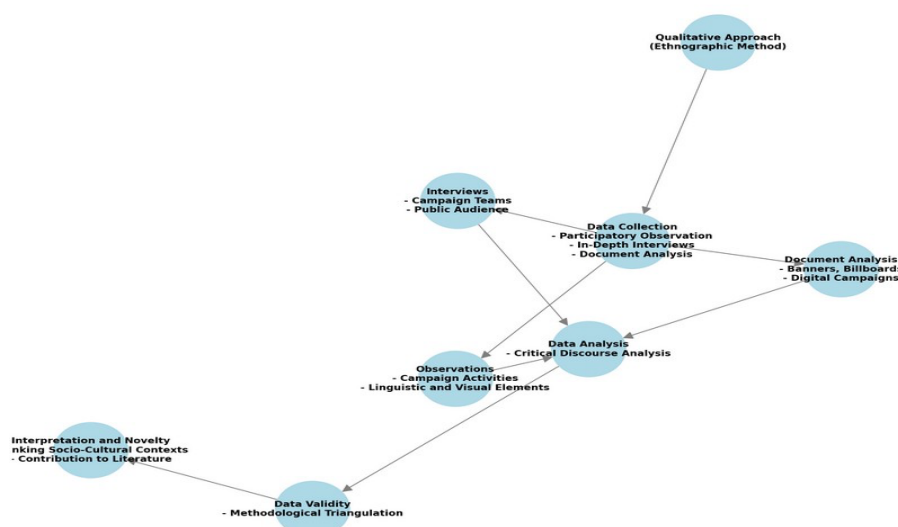 Qualitative Approach
(Ethnographic Method)
Interviews
- Campaign Teams
- Public Audience
Data Collection
- Participatory Observation
- In-Depth Interviews
- Document Analysis
Document Analysis
- Banners, Billboards
- Digital Campaigns
Data Analysis
- Critical Discourse Analysis
Observations
- Campaign Activities
- Linguistic and Visual Elements
Interpretation and Novelty
Socio-Cultural Contexts
- Contribution to Literature
Data Validity
- Methodological Triangulation